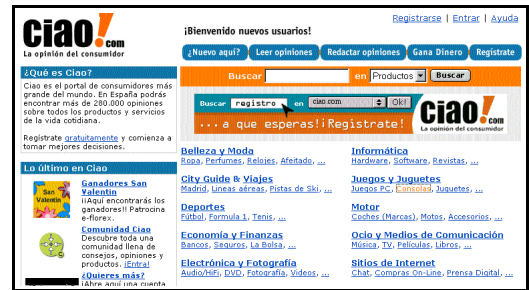 Registrarse | Entrar | Ayuda
ciao!.com
La opinión del consumidor
¡Bienvenido nuevos usuarios!
¿Nuevo aquí? Leer opiniones Redactar opiniones Gana Dinero Regístrate
Buscar en Productos Buscar
¿Qué es Ciao?
Ciao es el portal de consumidores más
grande del mundo. En España podrás
encontrar más de 280.000 opiniones
sobre todos los productos y servicios
de la vida cotidiana.
Regístrate gratuitamente y comienza a
tomar mejores decisiones.
Lo último en Ciao
San Valentín
Ganadores San
Valentín
¡¡Aquí encontrarás los
ganadores!! Patrocina
e-florex.
Comunidad Ciao
Descubre toda una
comunidad llena de
consejos, opiniones y
productos. ¡Entra!
¿Quieres más?
¡Abre aquí una cuenta
Buscar registro en ciao.com Ok!
...a que esperas!¡Regístrate!
ciao!.com
La opinión del consumidor
Belleza y Moda
Ropa, Perfumes, Relojes, Afeitado, ...
City Guide & Viajes
Madrid, Líneas aéreas, Pistas de Ski, ...
Deportes
Fútbol, Formula 1, Tenis, ...
Economía y Finanzas
Bancos, Seguros, La Bolsa, ...
Electrónica y Fotografía
Audio/HiFi, DVD, Fotografía, Videos, ...
Informática
Hardware, Software, Revistas, ...
Juegos y Juguetes
Juegos PC, Consolas, Juguetes, ...
Motor
Coches (Marcas), Motos, Accesorios, ...
Ocio y Medios de Comunicación
Música, TV, Películas, Libros, ...
Sitios de Internet
Chat, Compras On-Line, Prensa Digital, ...